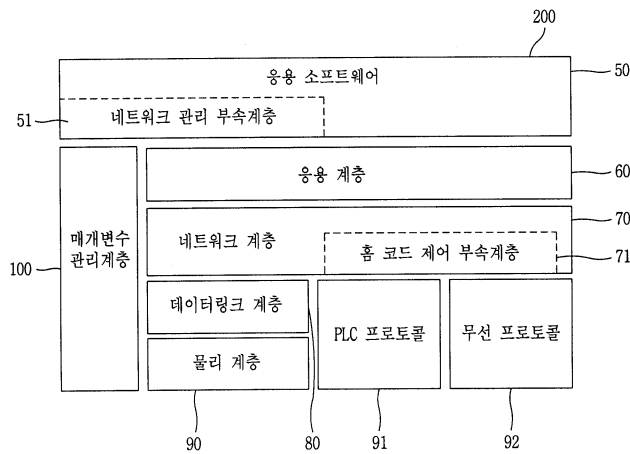 200
응용 소프트웨어
50
51
네트워크 관리 부속계층
응용 계층
60
매개변수
관리계층
100
네트워크 계층
70
홈 코드 제어 부속계층
71
데이터링크 계층
PLC 프로토콜
무선 프로토콜
물리 계층
90
80
91
92